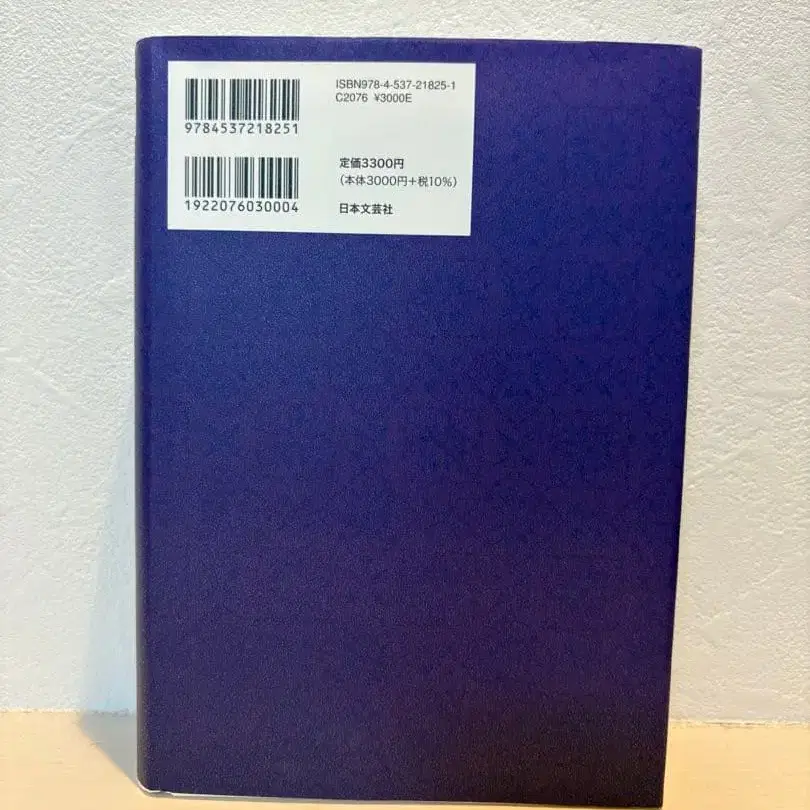 ISBN978-4-537-21825-1
C2076 ¥3000E
9784537218251
定価3300円
(本体3000円+税10%)
1922076030004
日本文芸社